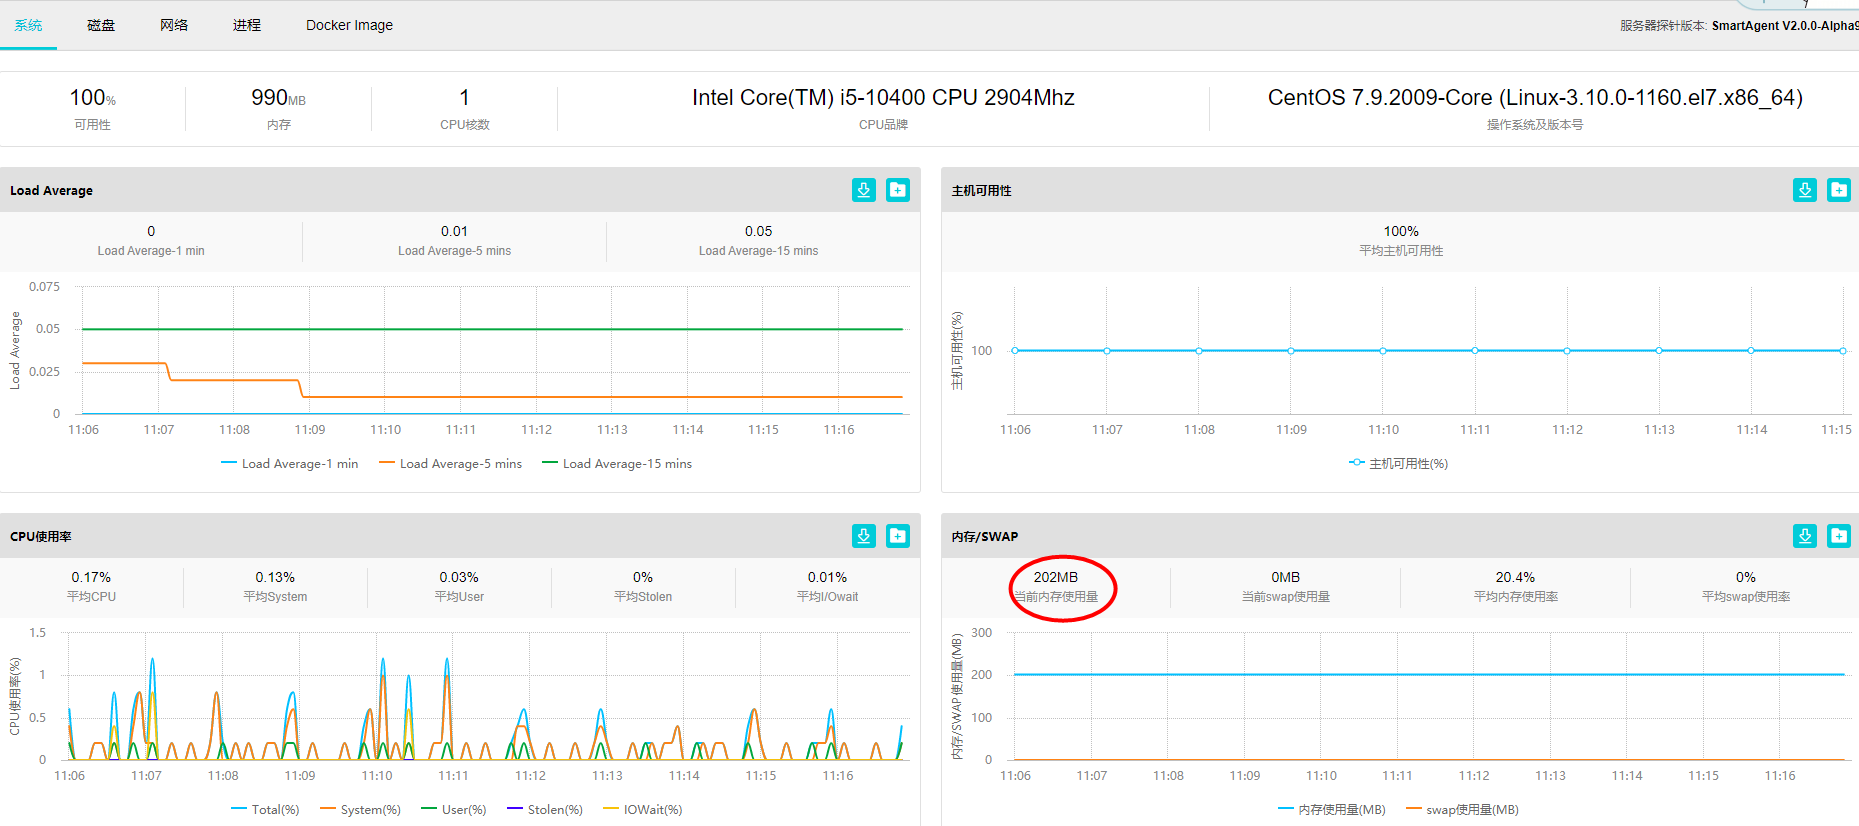 系统 磁盘 网络 进程 Docker Image 服务器探针版本: SmartAgent V2.0.0-Alpha9
100% 990MB 1 Intel Core(TM) i5-10400 CPU 2904Mhz CentOS 7.9.2009-Core (Linux-3.10.0-1160.el7.x86_64)
可用性 内存 CPU核数 CPU品牌 操作系统及版本号
Load Average
0 0.01 0.05
Load Average-1 min Load Average-5 mins Load Average-15 mins
0.075
0.05
0.025
0
Load Average
11:06 11:07 11:08 11:09 11:10 11:11 11:12 11:13 11:14 11:15 11:16
Load Average-1 min Load Average-5 mins Load Average-15 mins
主机可用性
100%
平均主机可用性
主机可用性(%)
100
11:06 11:07 11:08 11:09 11:10 11:11 11:12 11:13 11:14 11:15
主机可用性(%)
CPU使用率
0.17% 0.13% 0.03% 0% 0.01%
平均CPU 平均System 平均User 平均Stolen 平均I/Owait
1.5
1
0.5
0
CPU使用率(%)
11:06 11:07 11:08 11:09 11:10 11:11 11:12 11:13 11:14 11:15 11:16
Total(%) System(%) User(%) Stolen(%) IOWait(%)
内存/SWAP
202MB 0MB 20.4% 0%
当前内存使用量 当前swap使用量 平均内存使用率 平均swap使用率
300
200
100
0
内存/SWAP使用量(MB)
11:06 11:07 11:08 11:09 11:10 11:11 11:12 11:13 11:14 11:15 11:16
内存使用量(MB) swap使用量(MB)